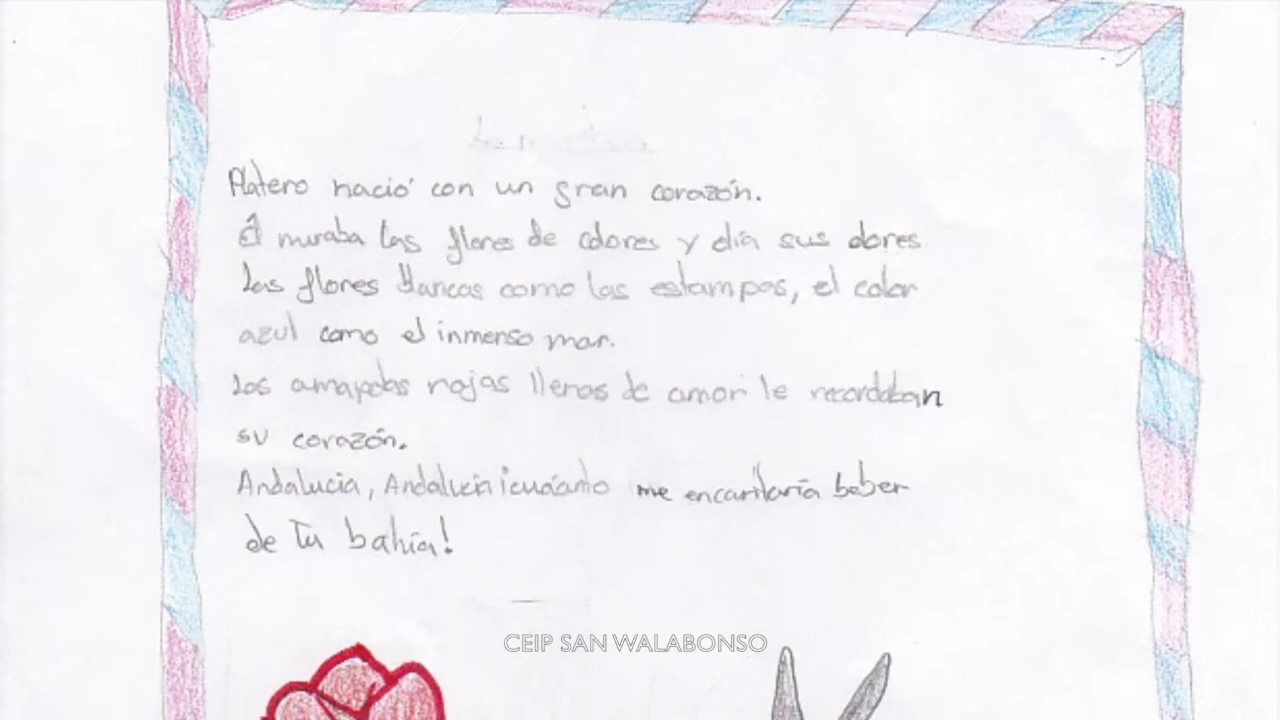 Platero nació con un gran corazón.
Él miraba las flores de colores y olía sus olores
Las flores blancas como las estampas, el color
azul como el inmenso mar.
Las amapolas rojas llenas de amor le recordaban
su corazón.
Andalucía, Andalucía ¡cuánto me encantaría beber
de tu bahía!
CEIP SAN WALABONSO